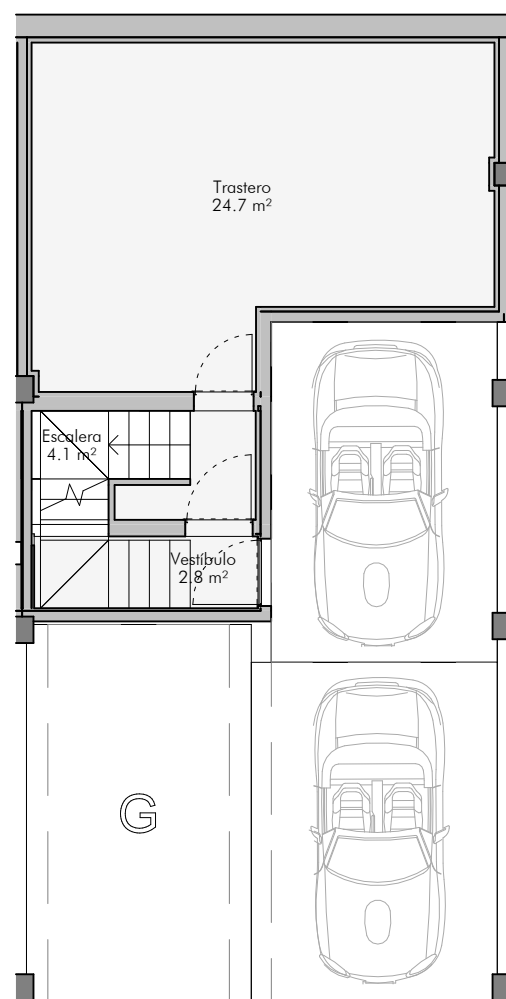 Trastero
24.7 m²
Escalera
4.1 m²
Vestíbulo
2.8 m²
G